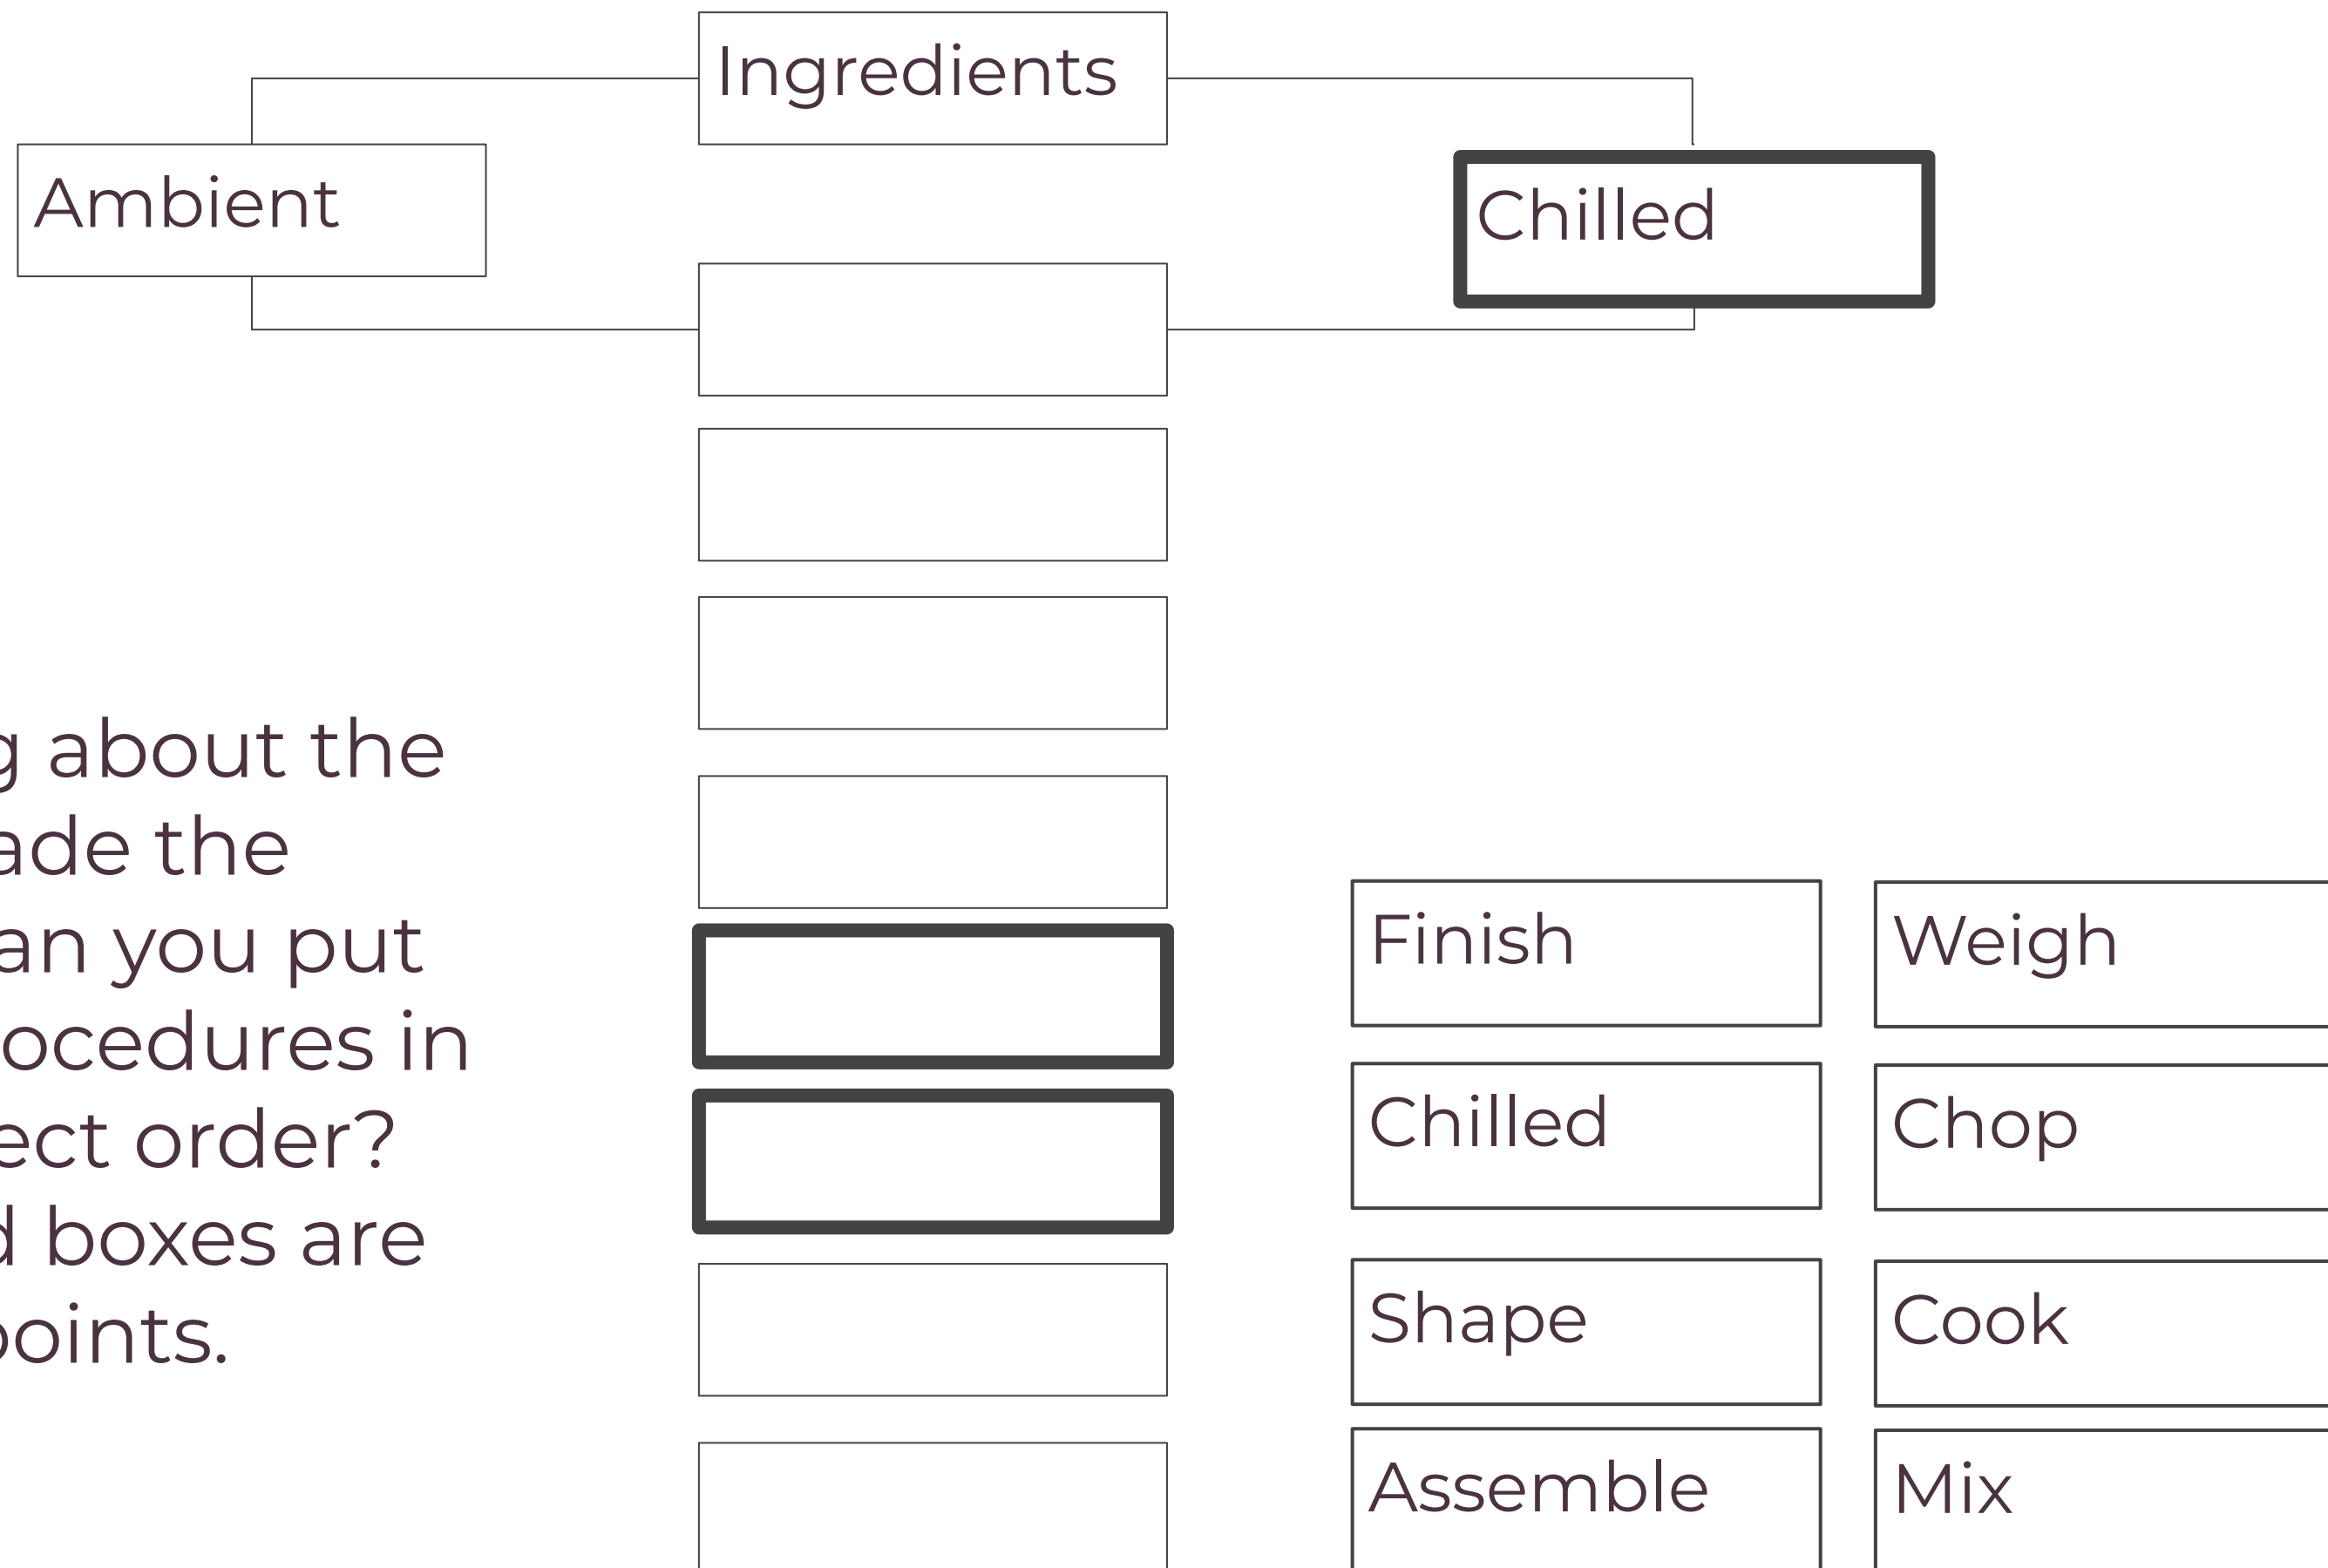 Ingredients
Ambient
Chilled
g about the
ade the
an you put
ocedures in
ect order?
d boxes are
points.
Finish
Weigh
Chilled
Chop
Shape
Cook
Assemble
Mix